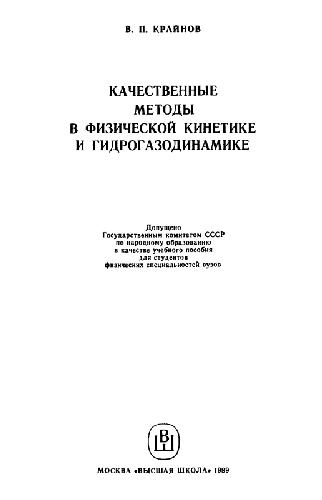 В. П. КРАЙНОВ
КАЧЕСТВЕННЫЕ
МЕТОДЫ
В ФИЗИЧЕСКОЙ КИНЕТИКЕ
И ГИДРОГАЗОДИНАМИКЕ
Допущено
Государственным комитетом СССР
по народному образованию
в качестве учебного пособия
для студентов
физических специальностей вузов
В
Ш
МОСКВА «ВЫСШАЯ ШКОЛА» 1989